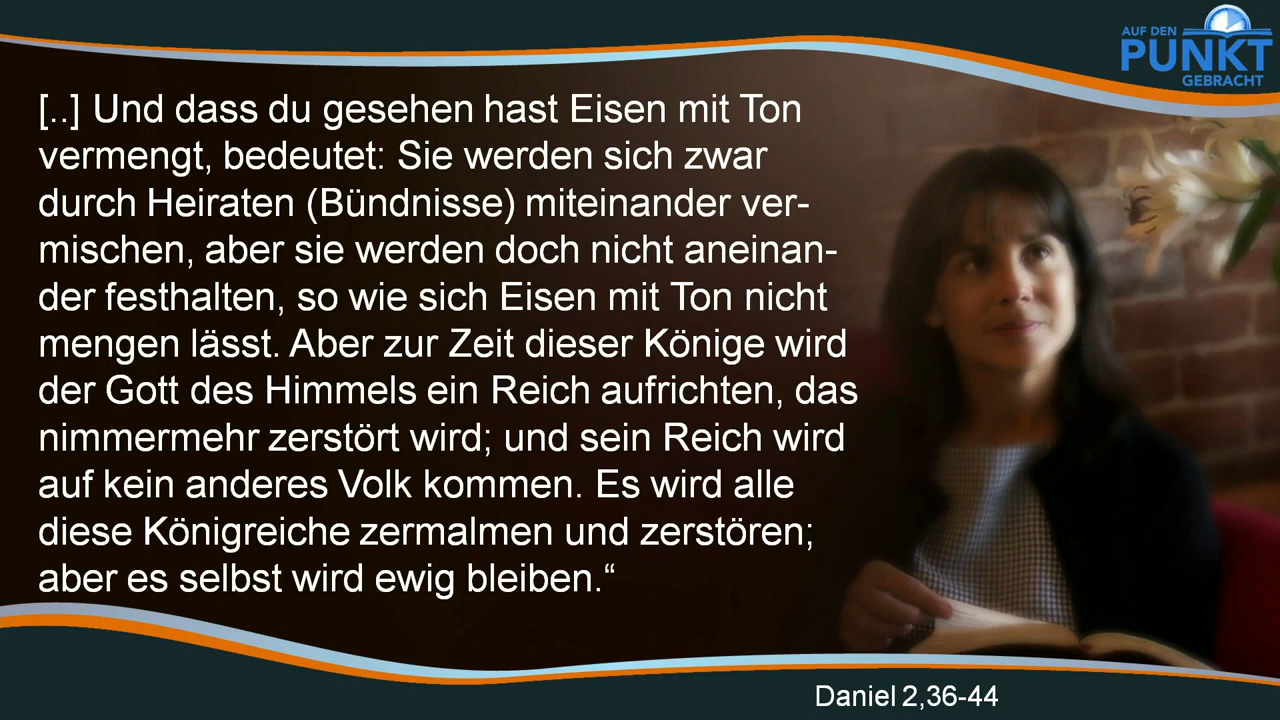 AUF DEN
PUNKT
GEBRACHT
[..] Und dass du gesehen hast Eisen mit Ton
vermengt, bedeutet: Sie werden sich zwar
durch Heiraten (Bündnisse) miteinander ver-
mischen, aber sie werden doch nicht aneinan-
der festhalten, so wie sich Eisen mit Ton nicht
mengen lässt. Aber zur Zeit dieser Könige wird
der Gott des Himmels ein Reich aufrichten, das
nimmermehr zerstört wird; und sein Reich wird
auf kein anderes Volk kommen. Es wird alle
diese Königreiche zermalmen und zerstören;
aber es selbst wird ewig bleiben.“
Daniel 2,36-44